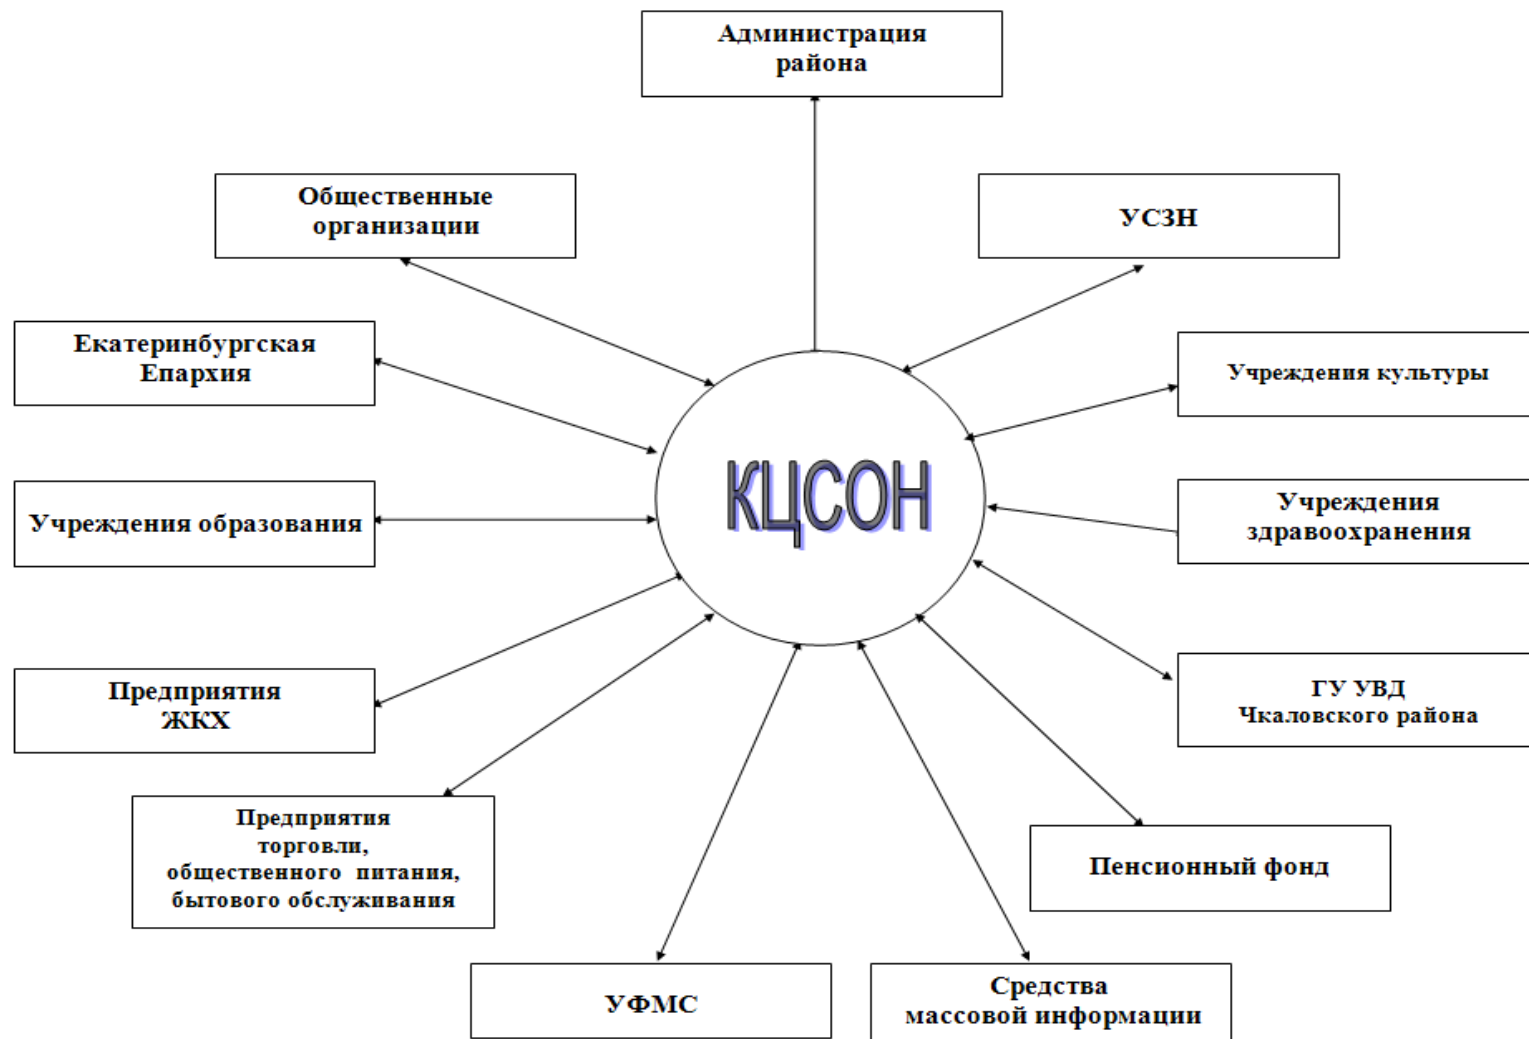 Администрация
района
Общественные
организации
УСЗН
Екатеринбургская
Епархия
Учреждения культуры
КЦСОН
Учреждения образования
Учреждения
здравоохранения
Предприятия
ЖКХ
ГУ УВД
Чкаловского района
Предприятия
торговли,
общественного питания,
бытового обслуживания
Пенсионный фонд
УФМС
Средства
массовой информации